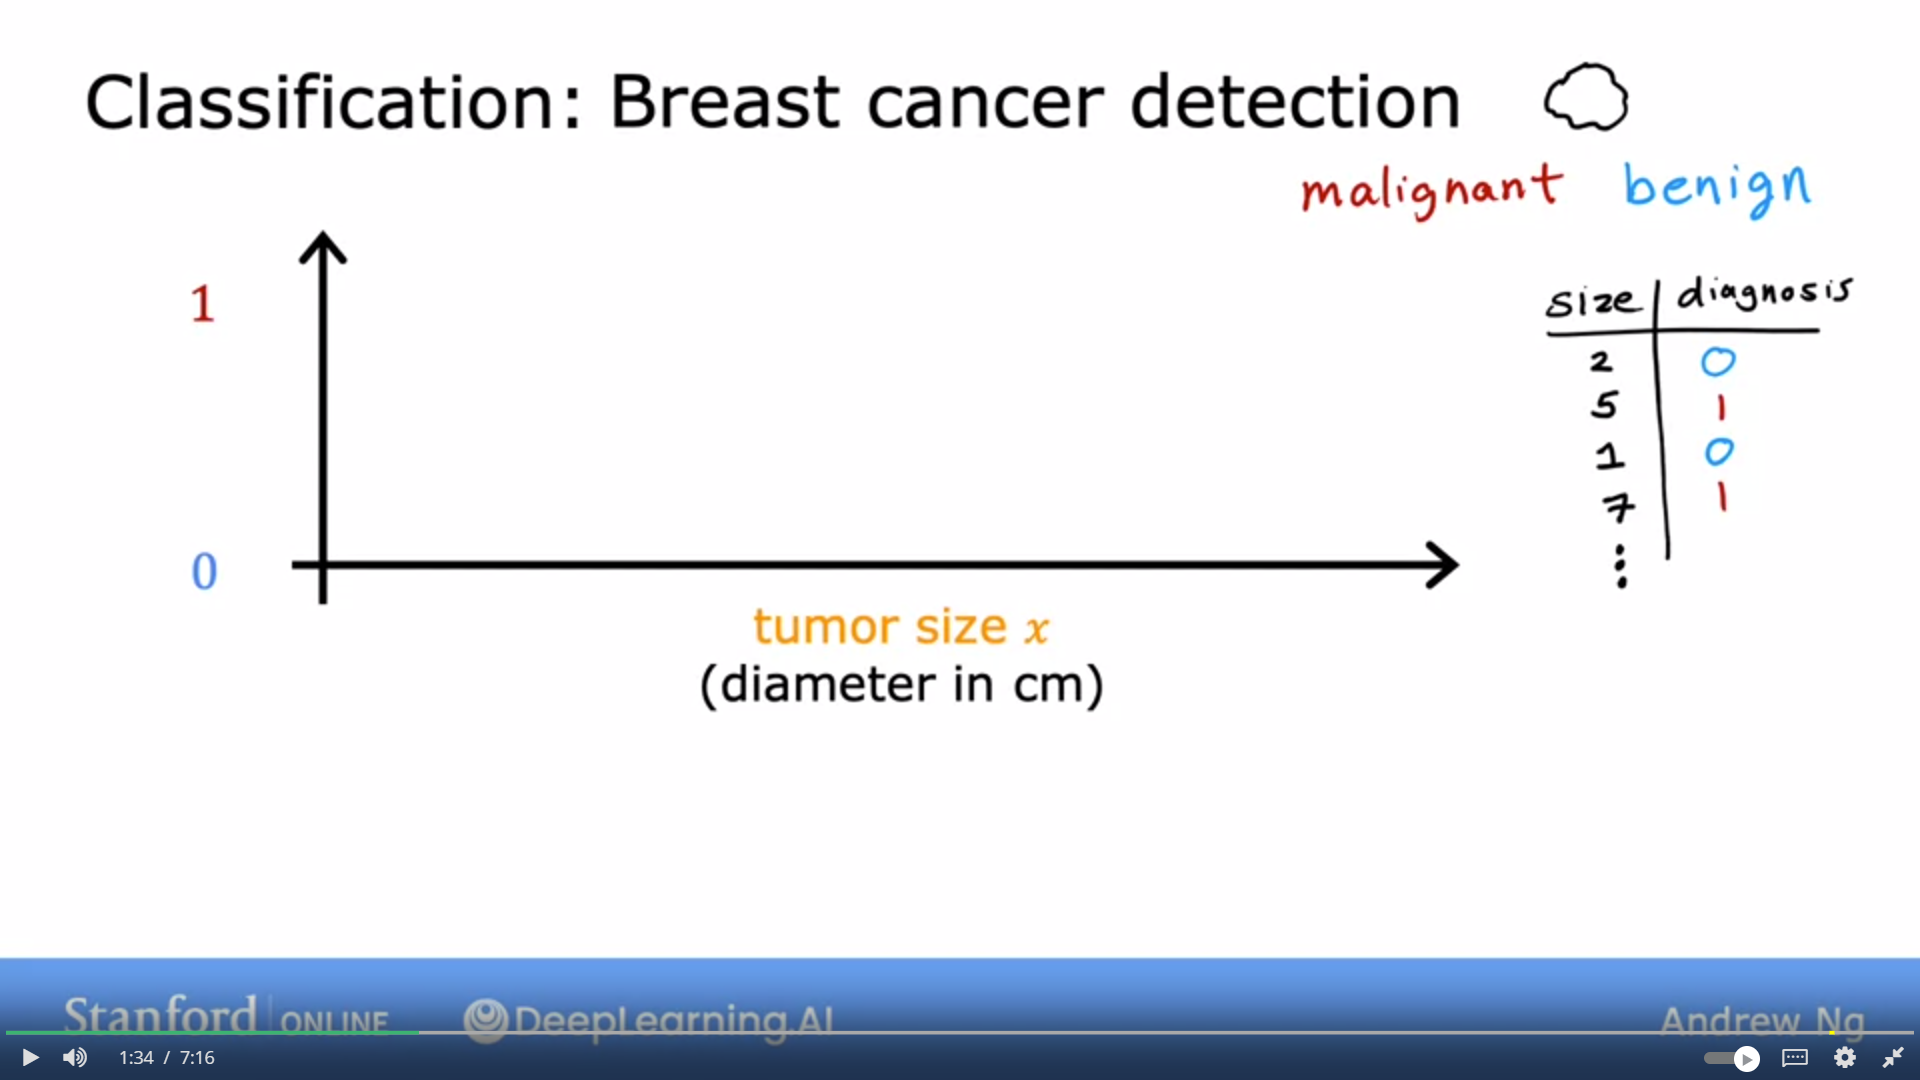 Classification: Breast cancer detection
malignant benign
size diagnosis
2 0
5 1
1 0
7 1
1
0
tumor size x
(diameter in cm)
Stanford ONLINE DeepLearning.AI Andrew Ng
1:34 / 7:16